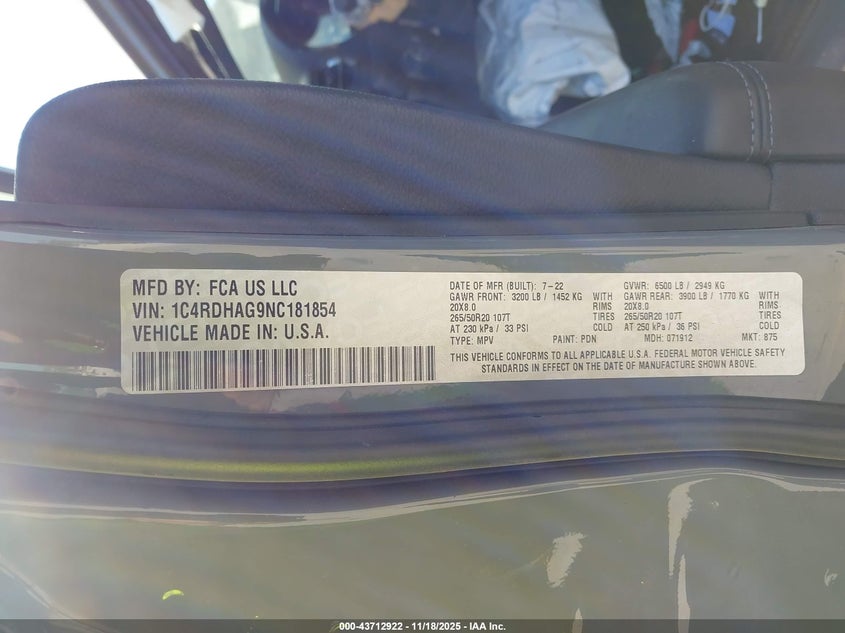 MFD BY: FCA US LLC
VIN: 1C4RDHAG9NC181854
VEHICLE MADE IN: U.S.A.
DATE OF MFR (BUILT): 7-22 GVWR: 6500 LB / 2949 KG
GAWR FRONT: 3200 LB / 1452 KG GAWR REAR: 3900 LB / 1770 KG
20X8.0 RIMS 20X8.0 RIMS
265/50R20 107T TIRES 265/50R20 107T TIRES
AT 230 kPa / 33 PSI COLD AT 250 kPa / 36 PSI COLD
TYPE: MPV PAINT: PDN MDH: 071912 MKT: 875
THIS VEHICLE CONFORMS TO ALL APPLICABLE U.S.A. FEDERAL MOTOR VEHICLE SAFETY
STANDARDS IN EFFECT ON THE DATE OF MANUFACTURE SHOWN ABOVE.
000-43712922 - 11/18/2025 - IAA Inc.